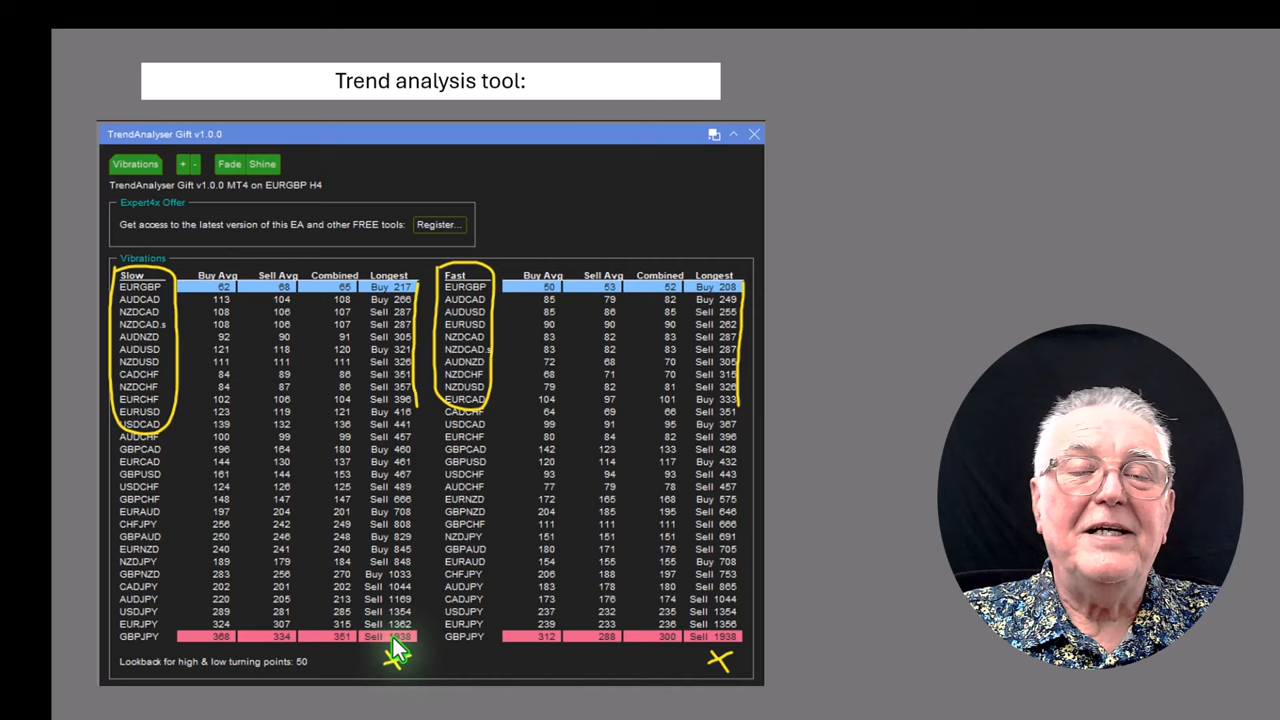 Trend analysis tool:
TrendAnalyser Gift v1.0.0
Vibrations + - Fade Shine
TrendAnalyser Gift v1.0.0 MT4 on EURGBP H4
Expert4x Offer
Get access to the latest version of this EA and other FREE tools: Register...
Vibrations
Slow Buy Avg Sell Avg Combined Longest Fast Buy Avg Sell Avg Combined Longest
EURGBP 62 68 65 Buy 217 EURGBP 50 53 52 Buy 208
AUDCAD 113 104 108 Buy 266 AUDCAD 85 79 82 Buy 249
NZDCAD 108 106 107 Sell 287 AUDUSD 85 86 85 Sell 255
NZDCAD.s 108 106 107 Sell 287 EURUSD 90 90 90 Sell 262
AUDNZD 92 90 91 Sell 305 NZDCAD 83 82 83 Sell 287
AUDUSD 121 118 120 Buy 321 NZDCAD.s 83 82 83 Sell 287
NZDUSD 111 111 111 Sell 326 AUDNZD 72 68 70 Sell 305
CADCHF 84 89 86 Sell 351 NZDCHF 68 71 70 Sell 315
NZDCHF 84 87 86 Sell 357 NZDUSD 79 82 81 Sell 326
EURCHF 102 106 104 Sell 396 EURCAD 104 97 101 Buy 333
EURUSD 123 119 121 Buy 416 CADCHF 64 69 66 Sell 351
USDCAD 139 132 136 Sell 441 USDCAD 99 91 95 Buy 367
AUDCHF 100 99 99 Sell 457 EURCHF 80 84 82 Sell 396
GBPCAD 196 164 180 Buy 460 GBPCAD 142 123 133 Sell 428
EURCAD 144 130 137 Buy 461 GBPUSD 120 114 117 Buy 432
GBPUSD 161 144 153 Buy 467 USDCHF 94 92 93 Sell 443
USDCHF 124 126 125 Sell 489 AUDCHF 77 79 78 Sell 457
GBPCHF 148 147 147 Sell 666 EURNZD 172 165 168 Buy 575
EURAUD 197 204 201 Buy 708 GBPNZD 204 185 195 Sell 646
CHFJPY 256 242 249 Sell 808 GBPCHF 111 111 111 Sell 666
GBPAUD 250 246 248 Buy 829 NZDJPY 151 151 151 Sell 691
EURNZD 240 241 240 Buy 845 GBPAUD 180 171 176 Sell 705
NZDJPY 189 179 184 Sell 848 EURAUD 154 155 155 Buy 708
GBPNZD 283 256 270 Buy 1033 CHFJPY 206 188 197 Sell 753
CADJPY 202 201 202 Sell 1044 AUDJPY 183 178 180 Sell 865
AUDJPY 220 205 213 Sell 1169 CADJPY 173 176 174 Sell 1044
USDJPY 289 281 285 Sell 1354 USDJPY 237 232 235 Sell 1354
EURJPY 324 307 315 Sell 1362 EURJPY 239 233 236 Sell 1356
GBPJPY 368 334 351 Sell 1938 GBPJPY 312 288 300 Sell 1938
Lookback for high & low turning points: 50